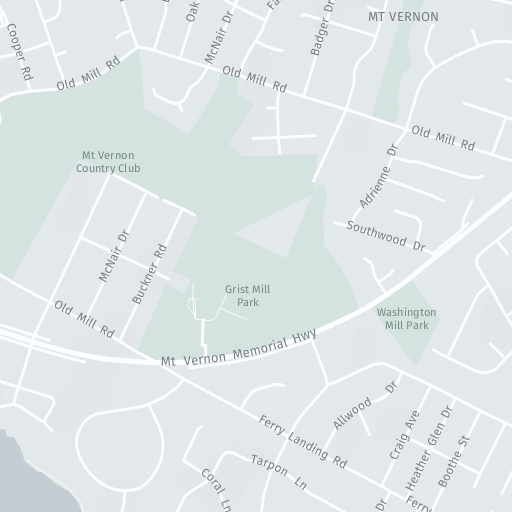 MT VERNON
Oak
McNair Dr
Fa
Badger Dr
Cooper Rd
Old Mill Rd
Old Mill Rd
Old Mill Rd
Mt Vernon
Country Club
Adrienne Dr
Southwood Dr
McNair Dr
Buckner Rd
Grist Mill
Park
Old Mill Rd
Washington
Mill Park
Mt Vernon Memorial Hwy
Allwood Dr
Ferry Landing Rd
Craig Ave
Heather Glen Dr
Boothe St
Tarpon Ln
Coral Ln
Dr
Ferry